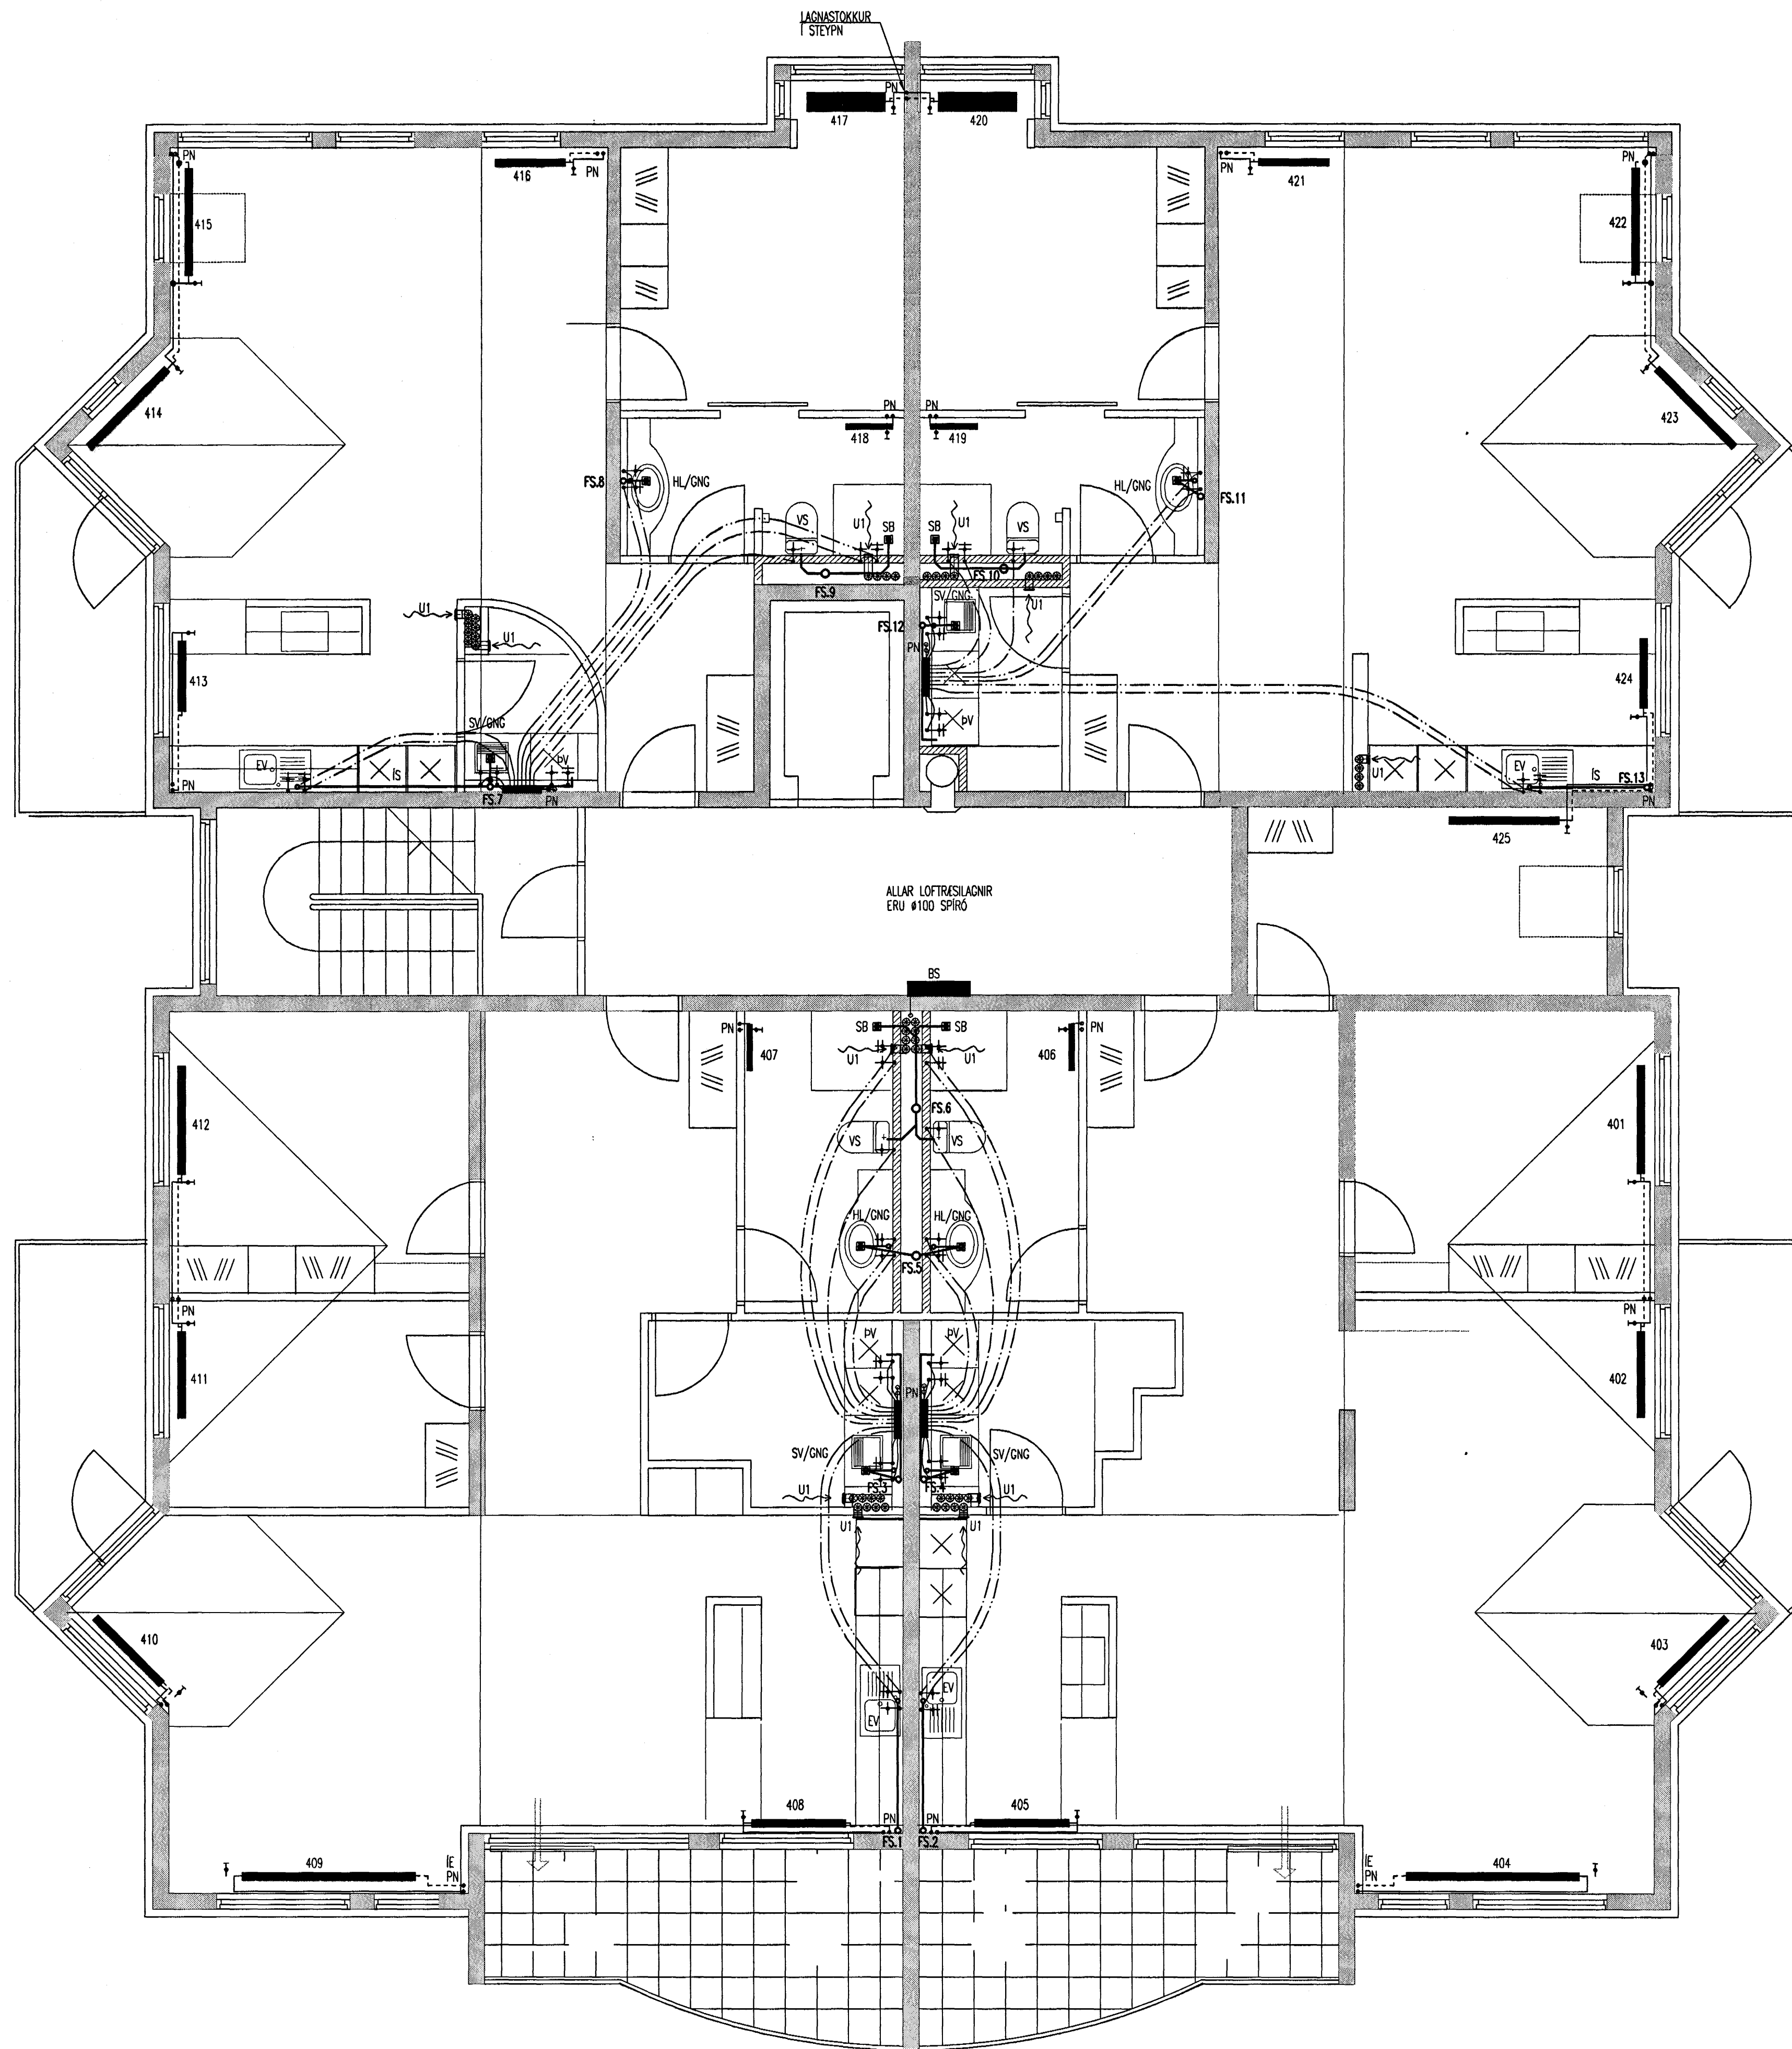 LAGNASTOKKUR
Í STEYPN
PN
417
420
PN
416
PN
PN
421
PN
415
422
414
PN
PN
423
418
419
FS.8
HL/GNG
VS
U1
SB
SB
U1
VS
HL/GNG
FS.11
FS.9
FS.10
U1
U1
SV/GNG
U1
FS.12
PN
413
424
SV/GNG
ÞV
ÞV
EV
ÍS
PN
FS.7
PN
U1
EV
ÍS
FS.13
PN
425
ALLAR LOFTRÆSILAGNIR
ERU ø100 SPÍRÓ
BS
PN
407
SB
SB
406
PN
U1
U1
412
FS.6
401
VS
VS
HL/GNG
HL/GNG
FS.5
PN
PN
ÞV
ÞV
411
PN
402
SV/GNG
SV/GNG
FS.3
FS.4
U1
U1
U1
U1
410
403
EV
EV
408
405
PN
PN
FS.1
FS.2
409
ÍE
PN
ÍE
PN
404